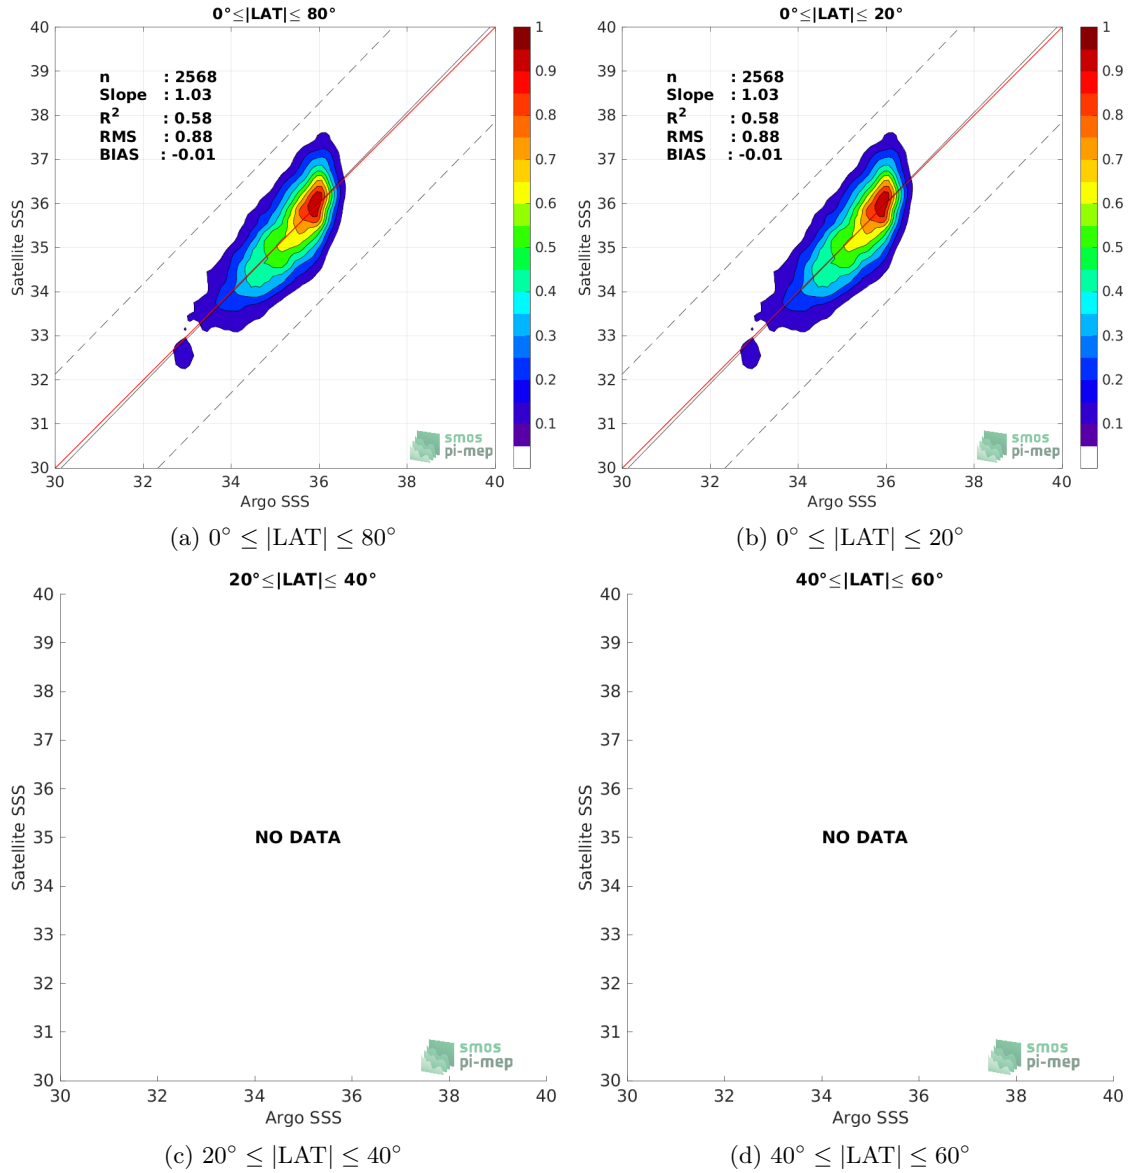 0°≤|LAT|≤ 80°
40
39
38
37
36
35
34
33
32
31
30
Satellite SSS
n : 2568
Slope : 1.03
R² : 0.58
RMS : 0.88
BIAS : -0.01
smos
pi-mep
30 32 34 36 38 40
Argo SSS
1
0.9
0.8
0.7
0.6
0.5
0.4
0.3
0.2
0.1
(a) 0° ≤ |LAT| ≤ 80°
0°≤|LAT|≤ 20°
40
39
38
37
36
35
34
33
32
31
30
Satellite SSS
n : 2568
Slope : 1.03
R² : 0.58
RMS : 0.88
BIAS : -0.01
smos
pi-mep
30 32 34 36 38 40
Argo SSS
1
0.9
0.8
0.7
0.6
0.5
0.4
0.3
0.2
0.1
(b) 0° ≤ |LAT| ≤ 20°
20°≤|LAT|≤ 40°
40
39
38
37
36
35
34
33
32
31
30
Satellite SSS
NO DATA
smos
pi-mep
30 32 34 36 38 40
Argo SSS
(c) 20° ≤ |LAT| ≤ 40°
40°≤|LAT|≤ 60°
40
39
38
37
36
35
34
33
32
31
30
Satellite SSS
NO DATA
smos
pi-mep
30 32 34 36 38 40
Argo SSS
(d) 40° ≤ |LAT| ≤ 60°